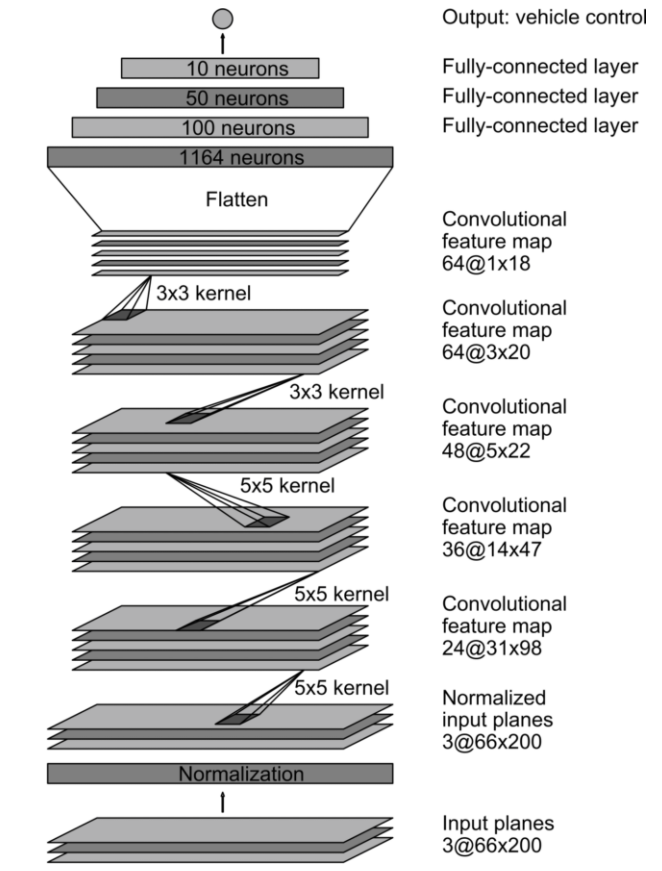 Output: vehicle control
10 neurons
Fully-connected layer
50 neurons
Fully-connected layer
100 neurons
Fully-connected layer
1164 neurons
Flatten
Convolutional
feature map
64@1x18
3x3 kernel
Convolutional
feature map
64@3x20
3x3 kernel
Convolutional
feature map
48@5x22
5x5 kernel
Convolutional
feature map
36@14x47
5x5 kernel
Convolutional
feature map
24@31x98
5x5 kernel
Normalized
input planes
3@66x200
Normalization
Input planes
3@66x200